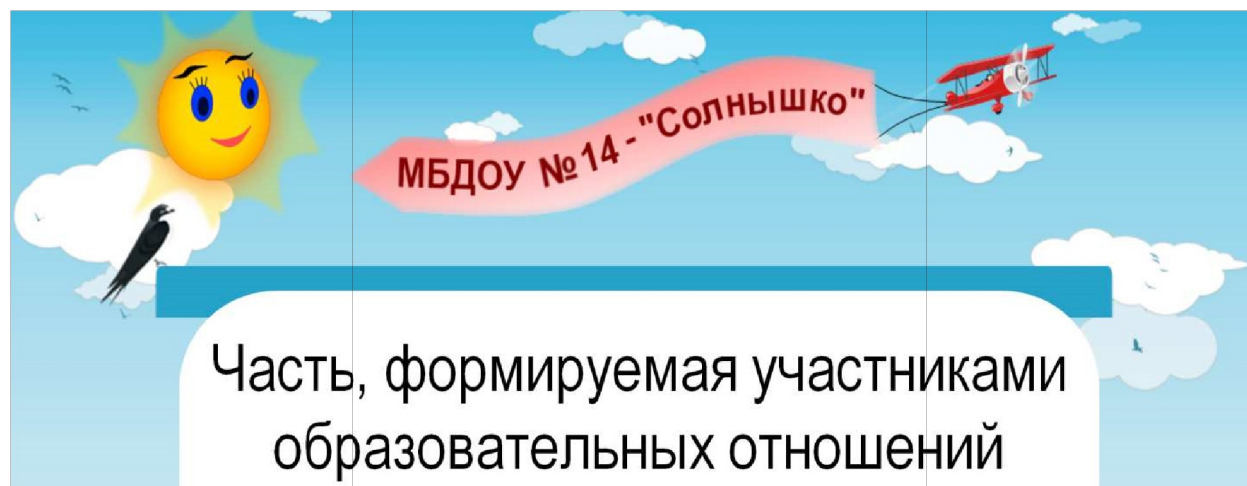 МБДОУ №14 - "Солнышко"
Часть, формируемая участниками
образовательных отношений